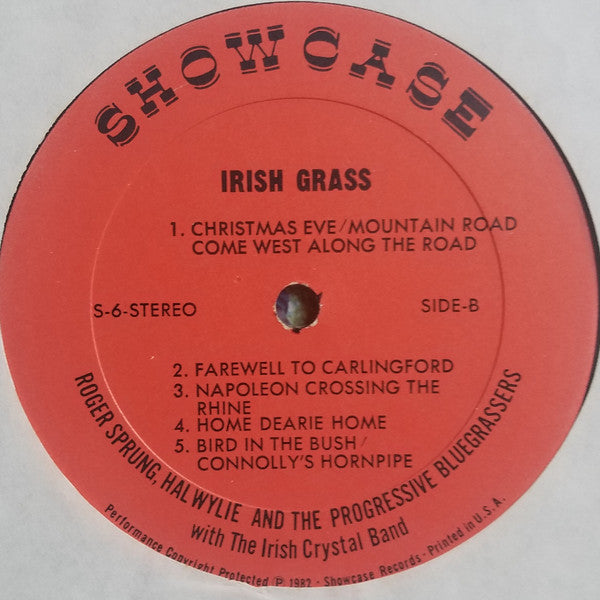 SHOWCASE
IRISH GRASS
1. CHRISTMAS EVE/MOUNTAIN ROAD
COME WEST ALONG THE ROAD
S-6-STEREO
SIDE-B
2. FAREWELL TO CARLINGFORD
3. NAPOLEON CROSSING THE
RHINE
4. HOME DEARIE HOME
5. BIRD IN THE BUSH/
CONNOLLY'S HORNPIPE
ROGER SPRUNG, HAL WYLIE AND THE PROGRESSIVE BLUEGRASSERS
with The Irish Crystal Band
Performance Copyright Protected ℗ 1982 - Showcase Records - Printed in U.S.A.